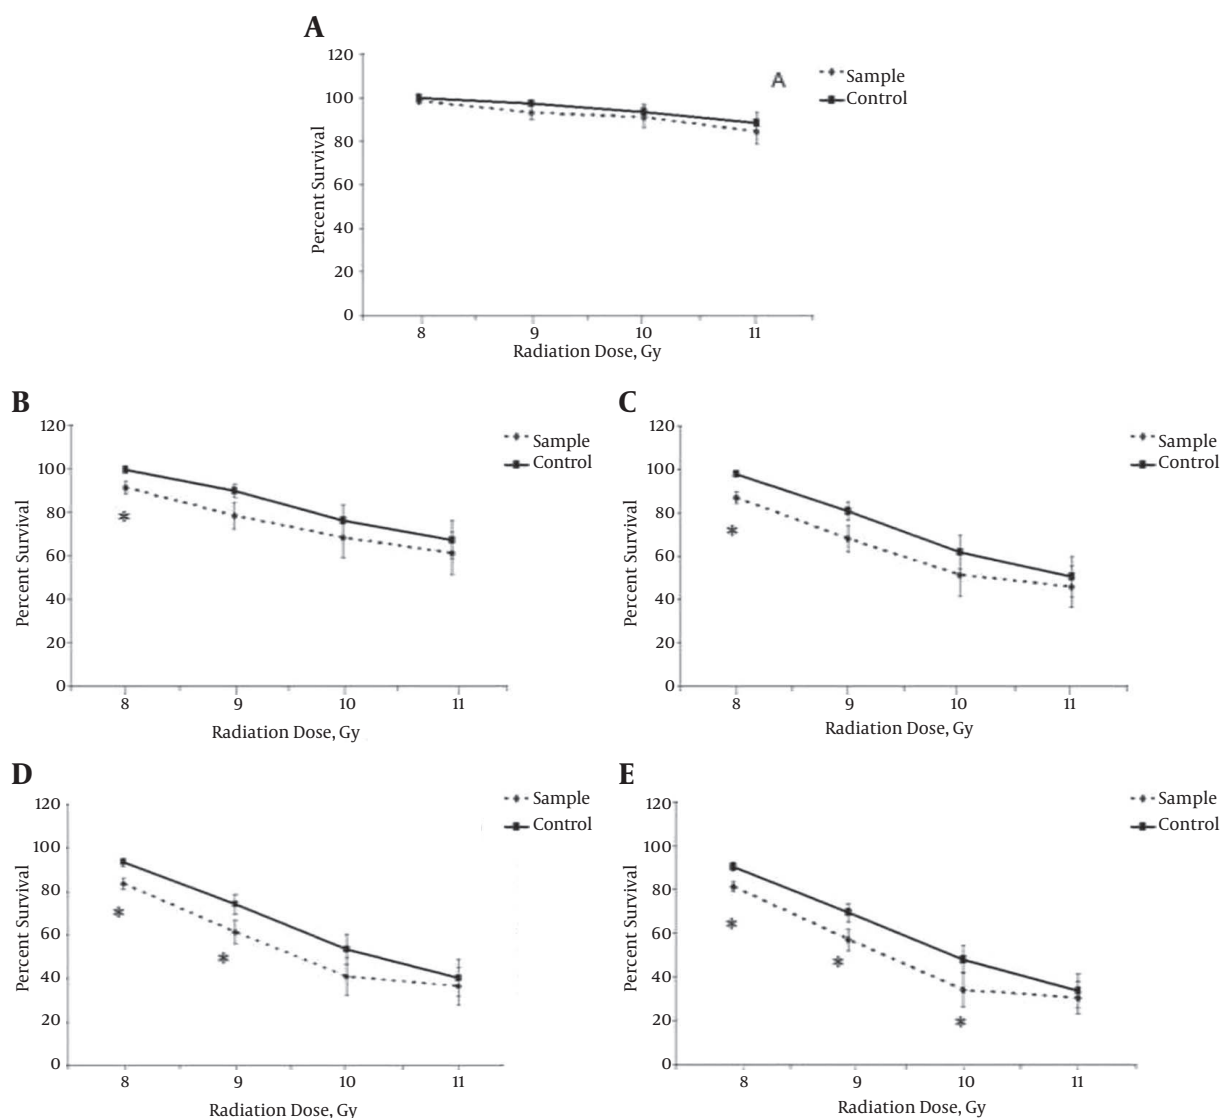 A
120
100
80
60
40
20
0
Percent Survival
8 9 10 11
Radiation Dose, Gy
A
Sample
Control
B
120
100
80
60
40
20
0
Percent Survival
*
8 9 10 11
Radiation Dose, Gy
Sample
Control
C
120
100
80
60
40
20
0
Percent Survival
*
8 9 10 11
Radiation Dose, Gy
Sample
Control
D
120
100
80
60
40
20
0
Percent Survival
* *
8 9 10 11
Radiation Dose, Gy
Sample
Control
E
120
100
80
60
40
20
0
Percent Survival
* * *
8 9 10 11
Radiation Dose, Gy
Sample
Control